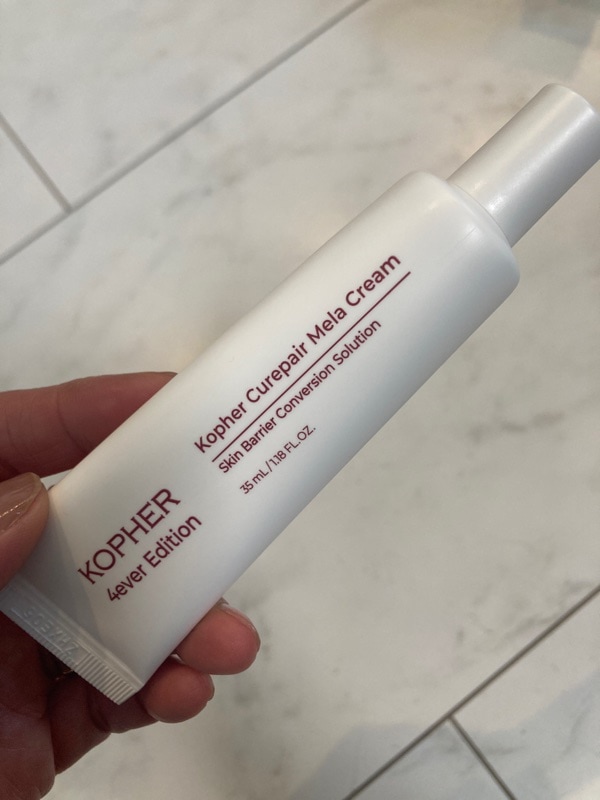 Kopher Curepair Mela Cream
Skin Barrier Conversion Solution
35 mL / 1.18 FL.OZ.
KOPHER
4ever Edition